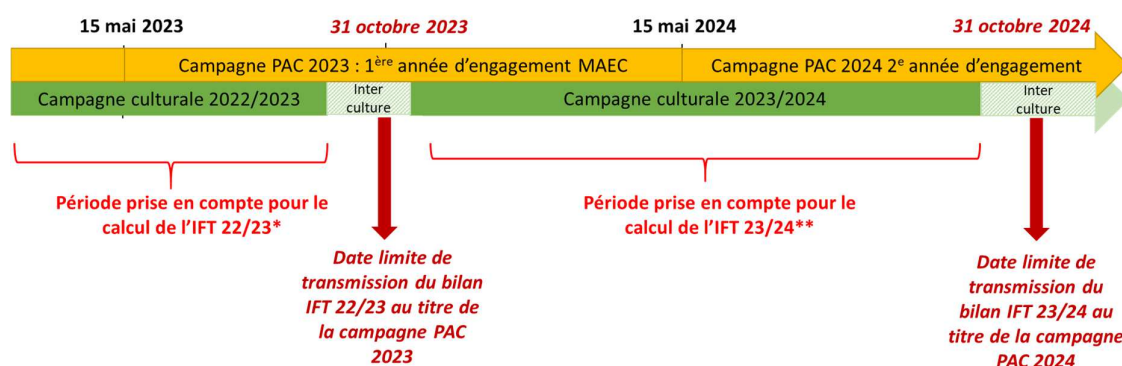 15 mai 2023
31 octobre 2023
15 mai 2024
31 octobre 2024
Campagne PAC 2023 : 1ère année d'engagement MAEC
Campagne PAC 2024 2e année d'engagement
Campagne culturale 2022/2023
Inter
culture
Campagne culturale 2023/2024
Inter
culture
Période prise en compte pour le
calcul de l'IFT 22/23*
Période prise en compte pour le
calcul de l'IFT 23/24**
Date limite de
transmission du bilan
IFT 22/23 au titre de
la campagne PAC
2023
Date limite de
transmission du
bilan IFT 23/24 au
titre de la campagne
PAC 2024